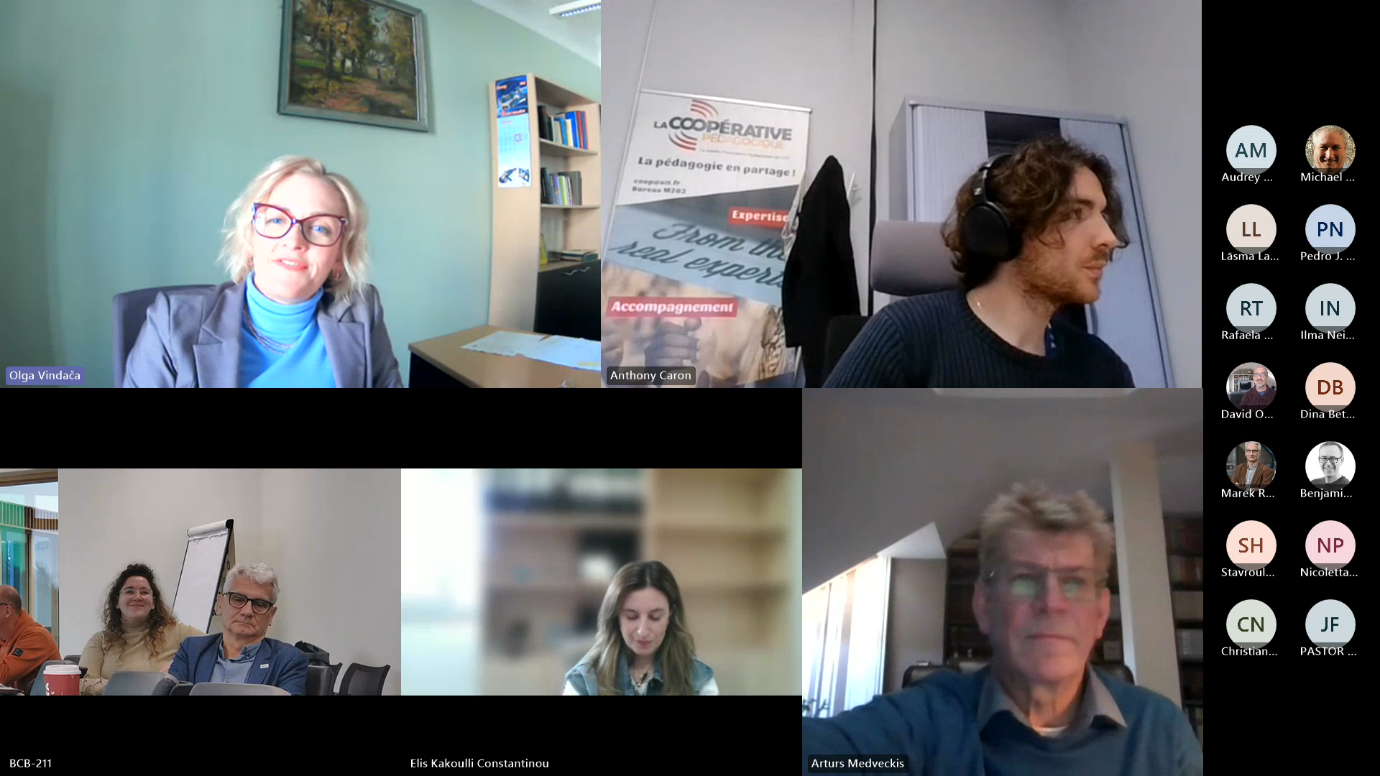 LA COOPÉRATIVE
PÉDAGOGIQUE
La pédagogie en partage !
Bureau M202
Expertise
From the
real experts
Accompagnement
Olga Vindača
Anthony Caron
BCB-211
Elis Kakoulli Constantinou
Arturs Medveckis
AM
Audrey ...
Michael ...
LL
Lāsma La...
PN
Pedro J. ...
RT
Rafaela ...
IN
Ilma Nei...
David O...
DB
Dina Bet...
Marek R...
Benjami...
SH
Stavroul...
NP
Nicoletta...
CN
Christian...
JF
PASTOR ...